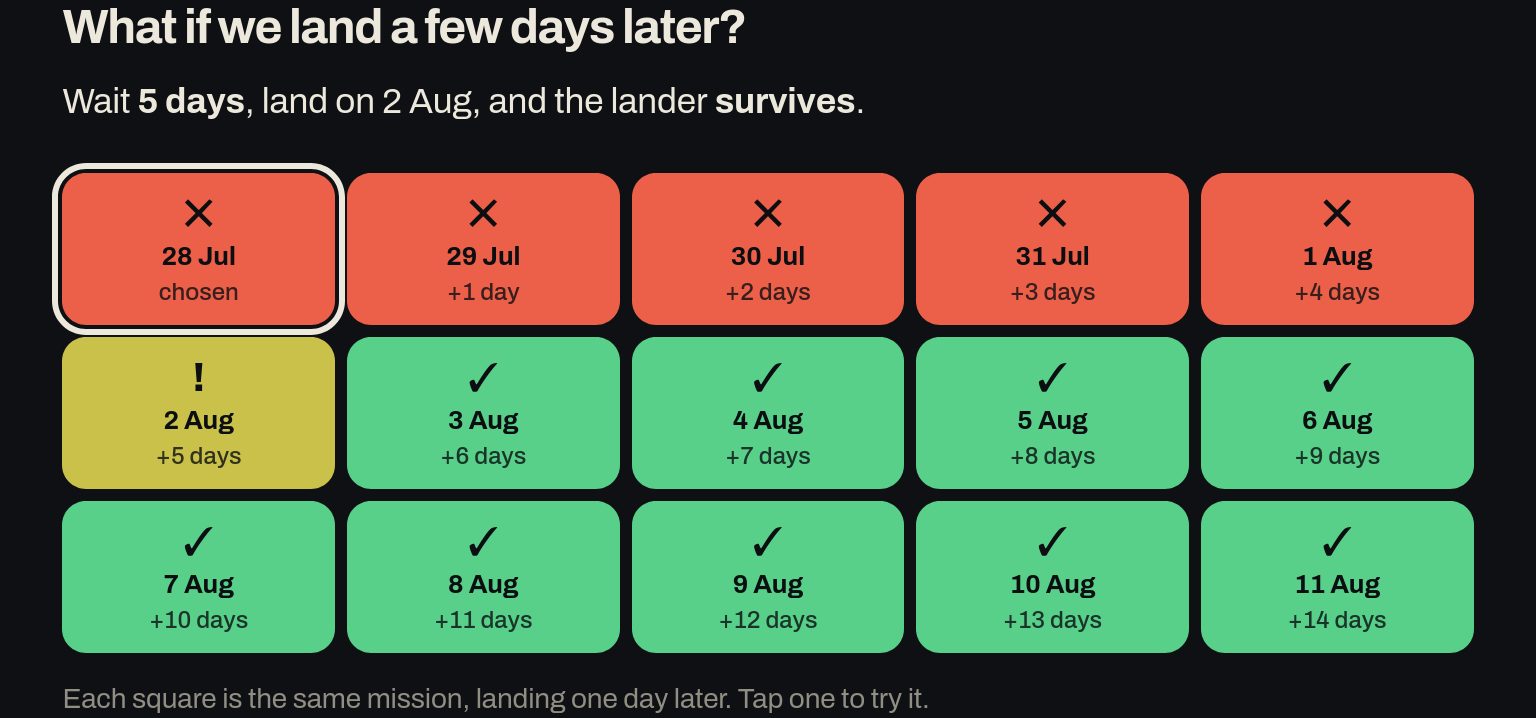 What if we land a few days later?
Wait 5 days, land on 2 Aug, and the lander survives.
✕ ✕ ✕ ✕ ✕
28 Jul 29 Jul 30 Jul 31 Jul 1 Aug
chosen +1 day +2 days +3 days +4 days
! ✓ ✓ ✓ ✓
2 Aug 3 Aug 4 Aug 5 Aug 6 Aug
+5 days +6 days +7 days +8 days +9 days
✓ ✓ ✓ ✓ ✓
7 Aug 8 Aug 9 Aug 10 Aug 11 Aug
+10 days +11 days +12 days +13 days +14 days
Each square is the same mission, landing one day later. Tap one to try it.